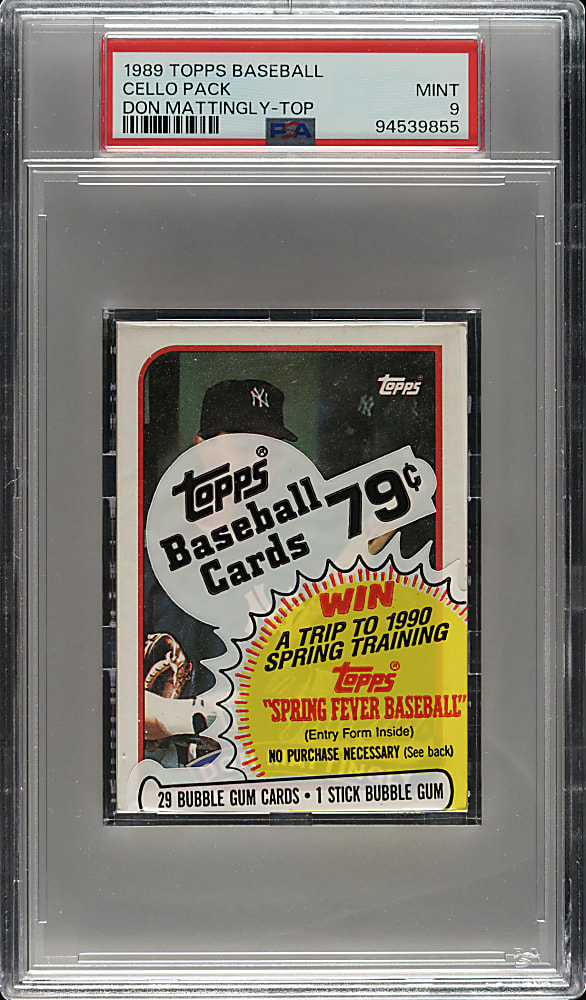 1989 TOPPS BASEBALL
CELLO PACK MINT
DON MATTINGLY-TOP 9
PSA 94539855
NY
TOPPS
TOPPS®
Baseball
Cards
79¢
WIN
A TRIP TO 1990
SPRING TRAINING
TOPPS®
"SPRING FEVER BASEBALL"
(Entry Form Inside)
NO PURCHASE NECESSARY (See back)
29 BUBBLE GUM CARDS • 1 STICK BUBBLE GUM